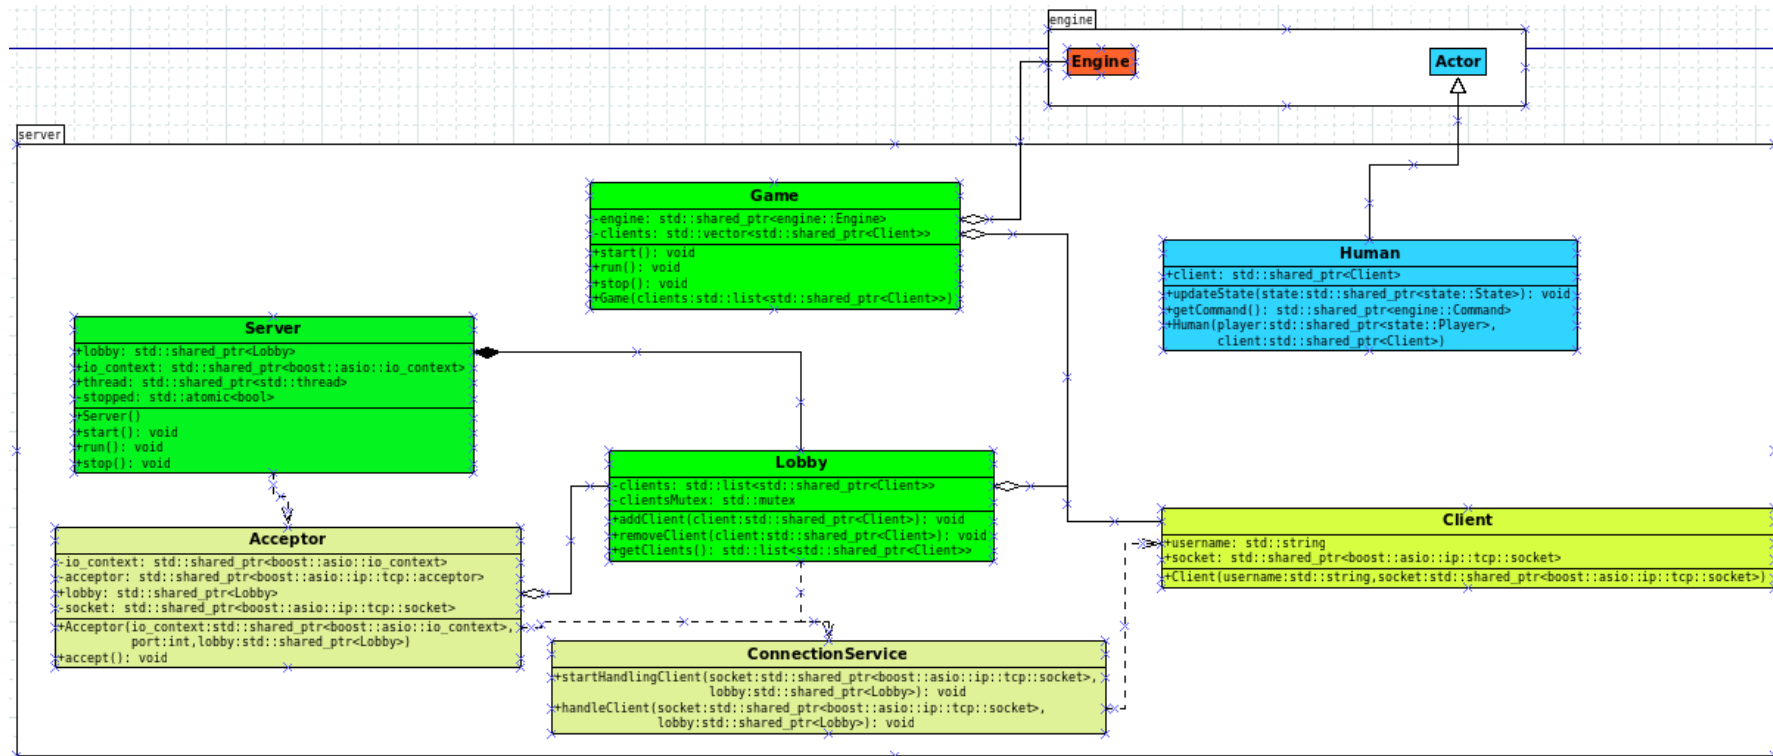 engine
Engine
Actor
server
Game
-engine: std::shared_ptr<engine::Engine>
-clients: std::vector<std::shared_ptr<Client>>
+start(): void
+run(): void
+stop(): void
+Game(clients:std::list<std::shared_ptr<Client>>)
Human
+client: std::shared_ptr<Client>
+updateState(state:std::shared_ptr<state::State>): void
+getCommand(): std::shared_ptr<engine::Command>
+Human(player:std::shared_ptr<state::Player>,
client:std::shared_ptr<Client>)
Server
+lobby: std::shared_ptr<Lobby>
+io_context: std::shared_ptr<boost::asio::io_context>
+thread: std::shared_ptr<std::thread>
-stopped: std::atomic<bool>
+Server()
+start(): void
+run(): void
+stop(): void
Lobby
-clients: std::list<std::shared_ptr<Client>>
-clientsMutex: std::mutex
+addClient(client:std::shared_ptr<Client>): void
+removeClient(client:std::shared_ptr<Client>): void
+getClients(): std::list<std::shared_ptr<Client>>
Client
+username: std::string
+socket: std::shared_ptr<boost::asio::ip::tcp::socket>
+Client(username:std::string,socket:std::shared_ptr<boost::asio::ip::tcp::socket>)
Acceptor
-io_context: std::shared_ptr<boost::asio::io_context>
-acceptor: std::shared_ptr<boost::asio::ip::tcp::acceptor>
+lobby: std::shared_ptr<Lobby>
-socket: std::shared_ptr<boost::asio::ip::tcp::socket>
+Acceptor(io_context:std::shared_ptr<boost::asio::io_context>,
port:int,lobby:std::shared_ptr<Lobby>)
+accept(): void
ConnectionService
+startHandlingClient(socket:std::shared_ptr<boost::asio::ip::tcp::socket>,
lobby:std::shared_ptr<Lobby>): void
+handleClient(socket:std::shared_ptr<boost::asio::ip::tcp::socket>,
lobby:std::shared_ptr<Lobby>): void